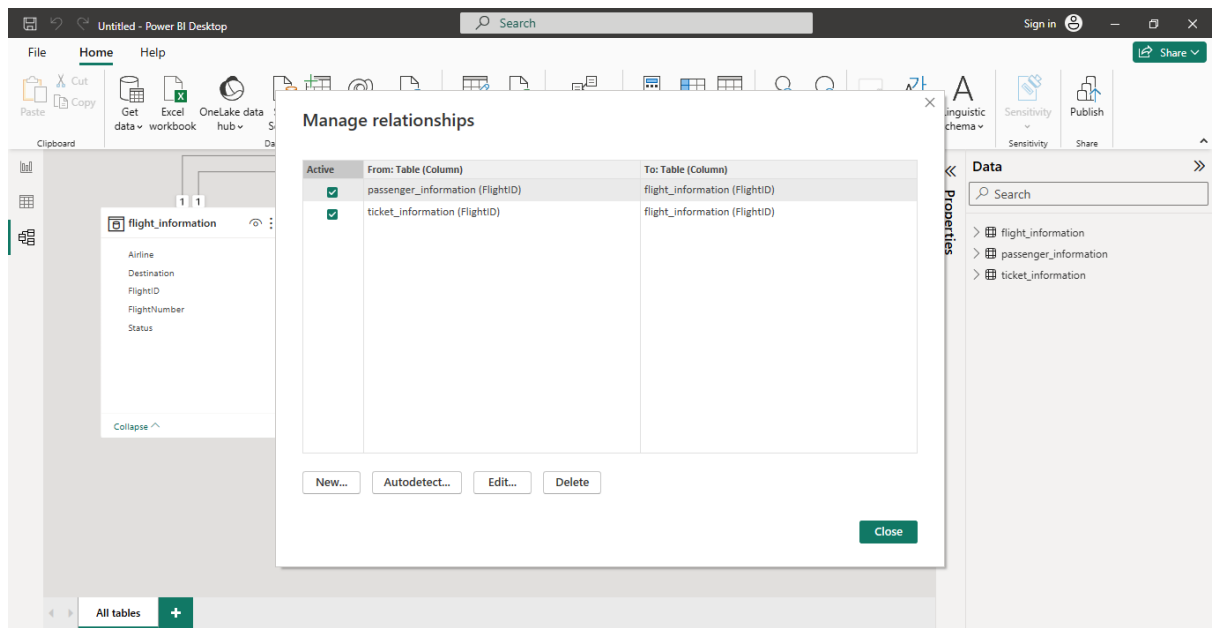 Untitled - Power BI Desktop
Search
Sign in
File Home Help
Share
Paste
Cut
Copy
Get data
Excel workbook
OneLake data hub
Sensitivity
Publish
Clipboard
Sensitivity
Share
Manage relationships
Active From: Table (Column) To: Table (Column)
passenger_information (FlightID) flight_information (FlightID)
ticket_information (FlightID) flight_information (FlightID)
New... Autodetect... Edit... Delete
Close
1 1
flight_information
Airline
Destination
FlightID
FlightNumber
Status
Collapse
Properties
Data
Search
flight_information
passenger_information
ticket_information
All tables +